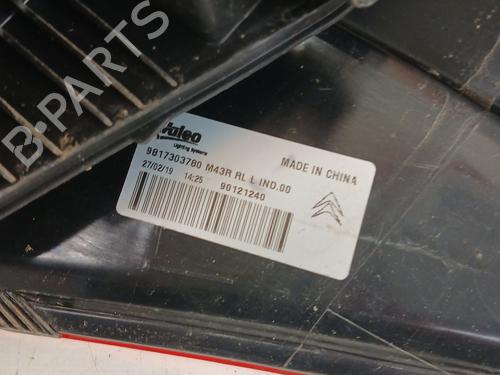 Valeo
Lighting Systems
MADE IN CHINA
9817303780 M43R RL L IND.00
27/02/19 14:25 90121240
B-PARTS